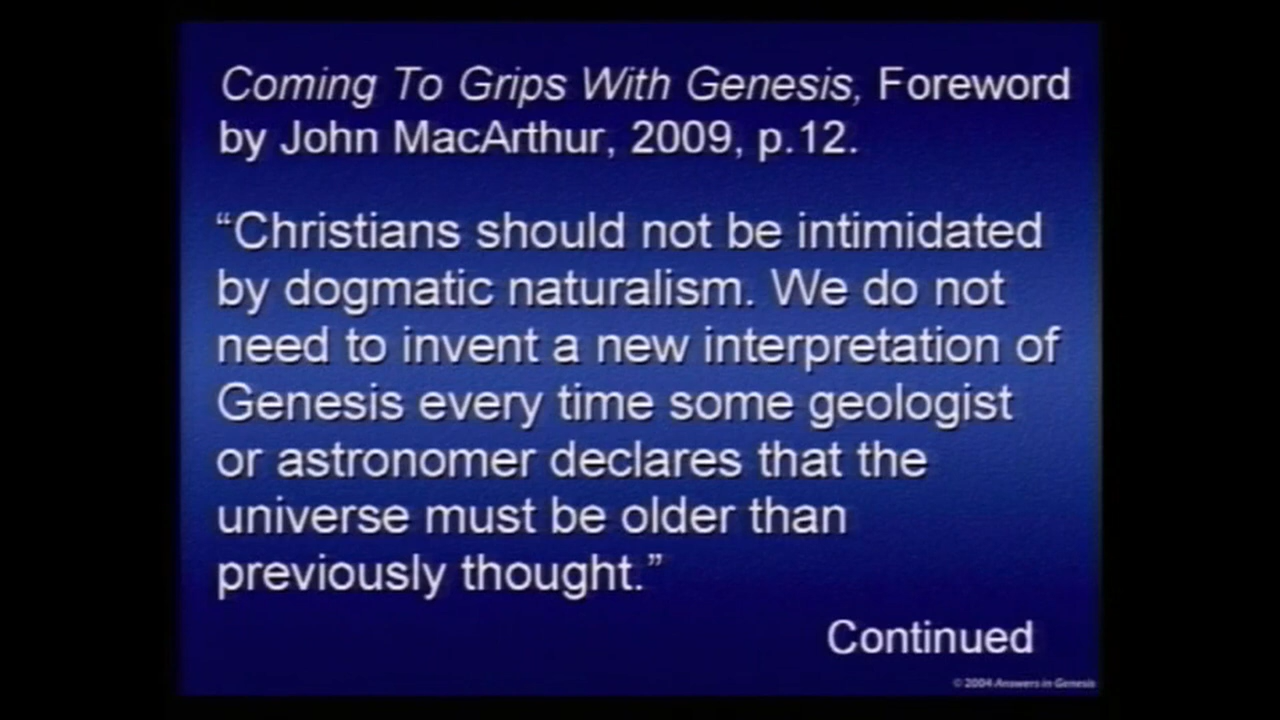 Coming To Grips With Genesis, Foreword
by John MacArthur, 2009, p.12.
“Christians should not be intimidated
by dogmatic naturalism. We do not
need to invent a new interpretation of
Genesis every time some geologist
or astronomer declares that the
universe must be older than
previously thought.”
Continued
© 2004 Answers in Genesis